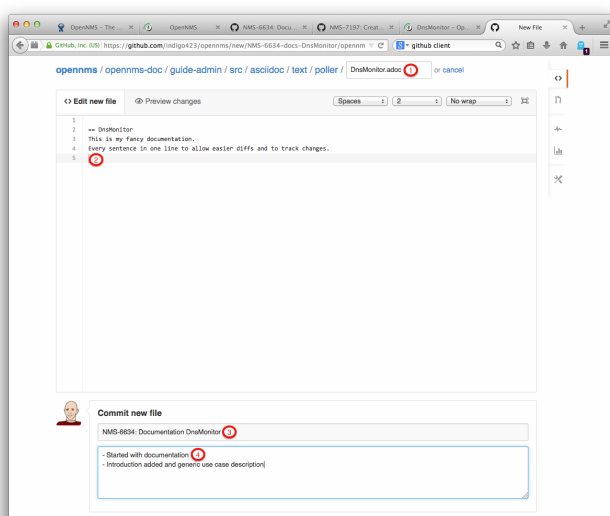 OpenNMS - The ...
OpenNMS
NMS-6634: Docu...
NMS-7197: Creat...
DnsMonitor - Op...
New File
GitHub, Inc. (US) https://github.com/indigo423/opennms/new/NMS-6634-docs-DnsMonitor/opennm
github client
opennms / opennms-doc / guide-admin / src / asciidoc / text / poller / DnsMonitor.adoc 1 or cancel
<> Edit new file
Preview changes
Spaces
2
No wrap
1
2 == DnsMonitor
3 This is my fancy documentation.
4 Every sentence in one line to allow easier diffs and to track changes.
5 2
Commit new file
NMS-6634: Documentation DnsMonitor 3
- Started with documentation 4
- Introduction added and generic use case description